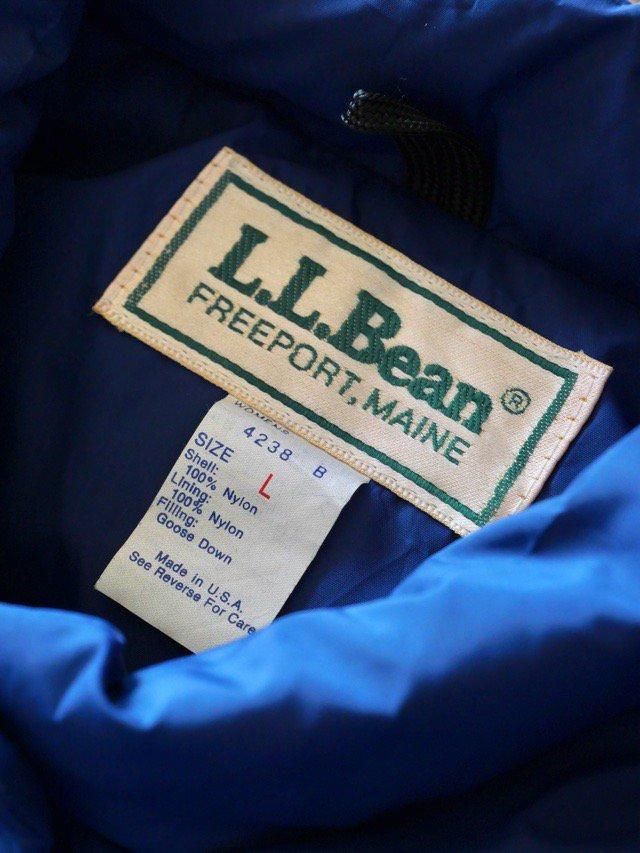 L.L.Bean®
FREEPORT, MAINE
WOMENS
4238 B
SIZE L
Shell:
100% Nylon
Lining:
100% Nylon
Filling:
Goose Down
Made in U.S.A.
See Reverse For Care